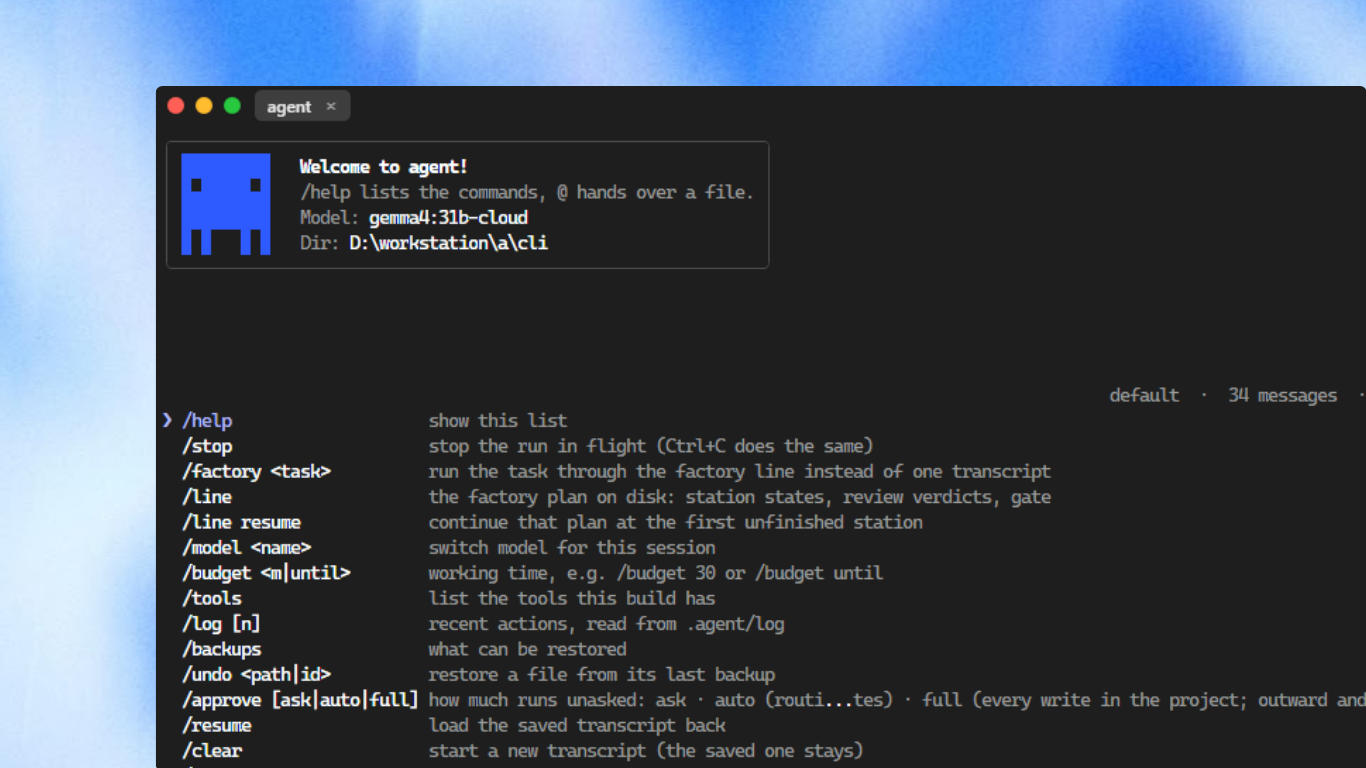 agent ×
Welcome to agent!
/help lists the commands, @ hands over a file.
Model: gemma4:31b-cloud
Dir: D:\workstation\a\cli
default · 34 messages ·
❯ /help show this list
/stop stop the run in flight (Ctrl+C does the same)
/factory <task> run the task through the factory line instead of one transcript
/line the factory plan on disk: station states, review verdicts, gate
/line resume continue that plan at the first unfinished station
/model <name> switch model for this session
/budget <m|until> working time, e.g. /budget 30 or /budget until
/tools list the tools this build has
/log [n] recent actions, read from .agent/log
/backups what can be restored
/undo <path|id> restore a file from its last backup
/approve [ask|auto|full] how much runs unasked: ask · auto (routi...tes) · full (every write in the project; outward and
/resume load the saved transcript back
/clear start a new transcript (the saved one stays)